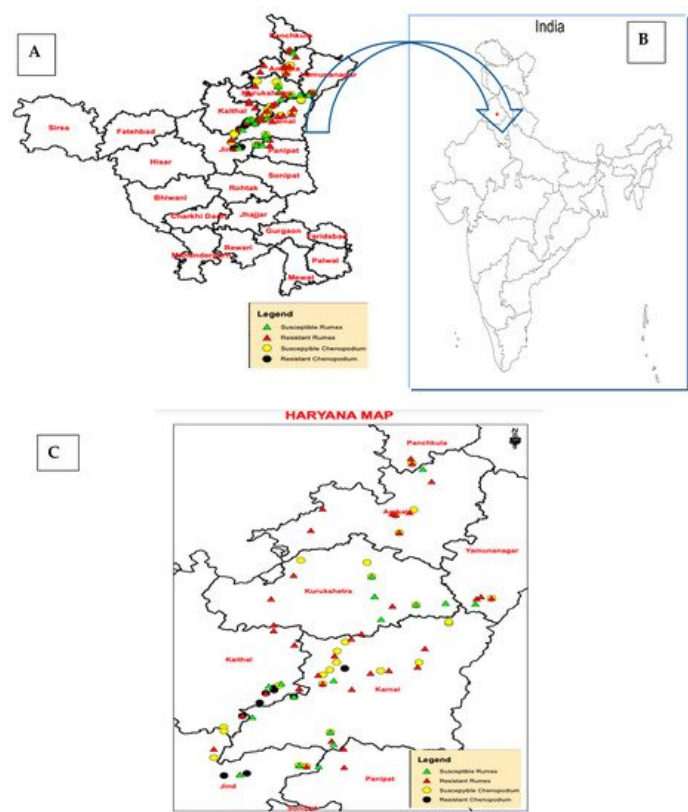 A
India
B
Panchkula
Yamunanagar
Kurukshetra
Kaithal
Karnal
Sirsa
Fatehbad
Jind
Panipat
Hisar
Sonipat
Bhiwani
Rohtak
Charkhi Dadri
Jhajjar
Gurgaon
Faridabad
Rewari
Palwal
Mewat
Legend
Susceptible Rumex
Resistant Rumex
Suscepyible Chenopodium
Resistant Chenopodium
C
HARYANA MAP
Panchkula
Ambala
Yamunanagar
Kurukshetra
Kaithal
Karnal
Jind
Panipat
Legend
Susceptible Rumex
Resistant Rumex
Suscepyible Chenopodium
Resistant Chenopodium